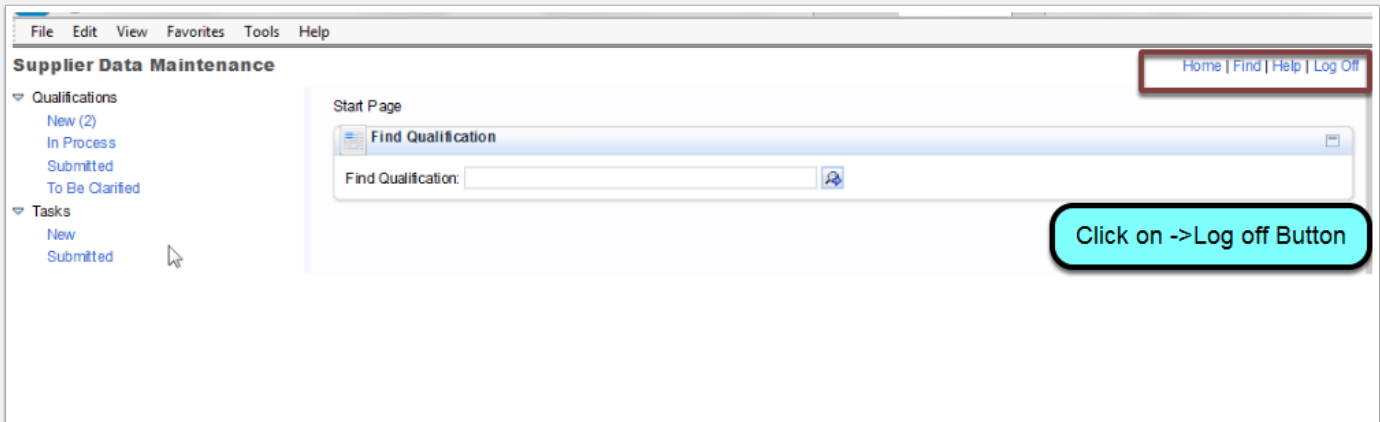 File Edit View Favorites Tools Help
Supplier Data Maintenance
Home | Find | Help | Log Off
Qualifications
New (2)
In Process
Submitted
To Be Clarified
Tasks
New
Submitted
Start Page
Find Qualification
Find Qualification:
Click on ->Log off Button